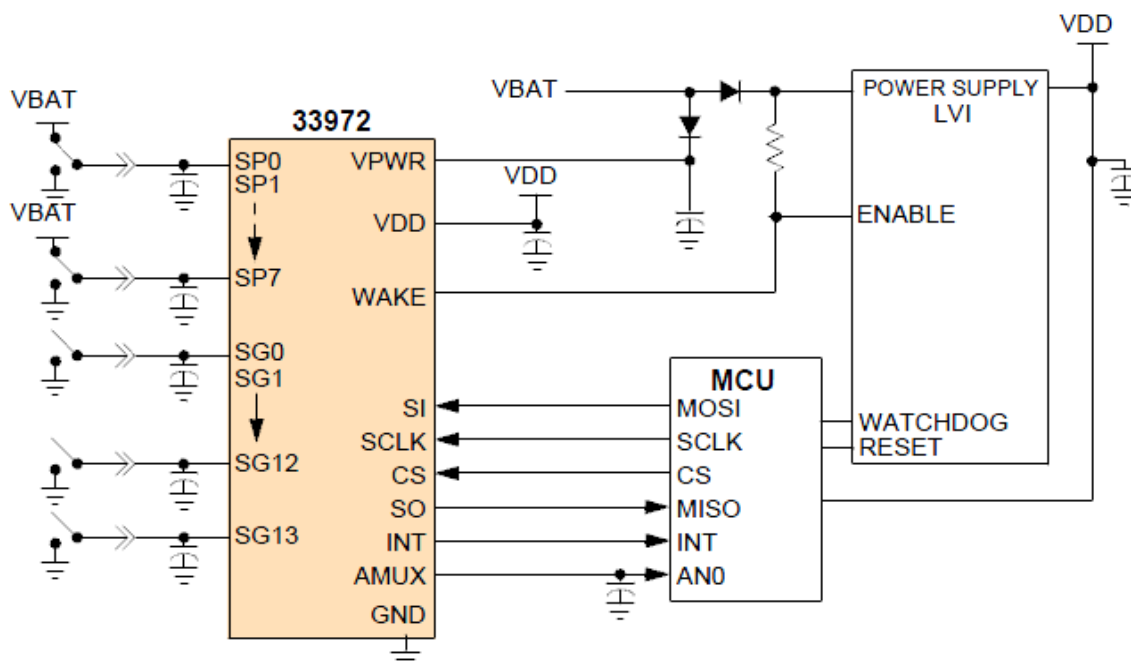 VDD
VBAT
POWER SUPPLY
LVI
VBAT
33972
SP0
SP1
VPWR
VDD
VDD
ENABLE
VBAT
SP7
WAKE
SG0
SG1
MCU
SI
MOSI
WATCHDOG
SCLK
SCLK
RESET
SG12
CS
CS
SO
MISO
SG13
INT
INT
AMUX
AN0
GND